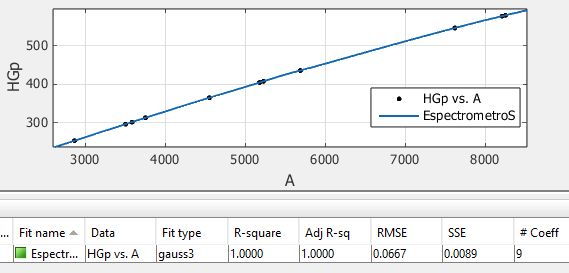 500
400
300
HGp
3000 4000 5000 6000 7000 8000
A
HGp vs. A
EspectrometroS
... Fit name Data Fit type R-square Adj R-sq RMSE SSE # Coeff
Espectr... HGp vs. A gauss3 1.0000 1.0000 0.0667 0.0089 9